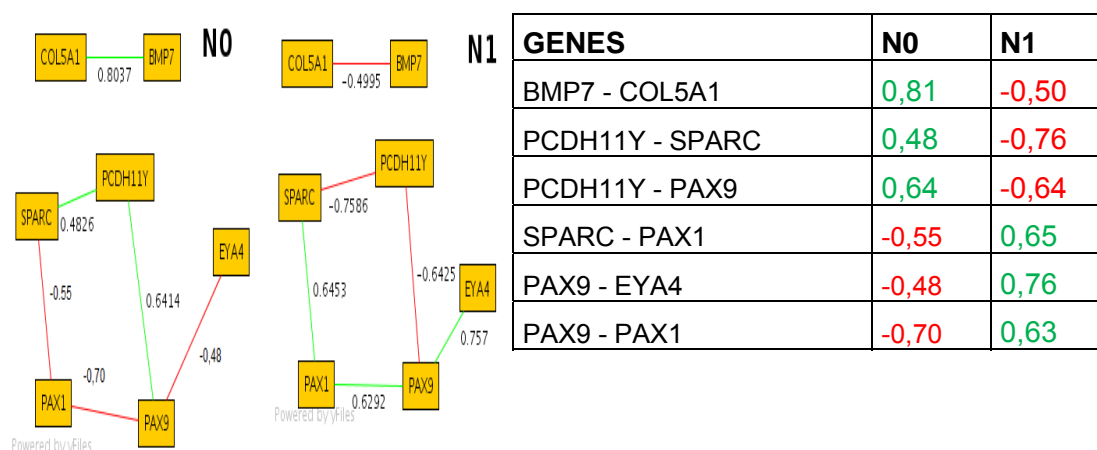 COL5A1 BMP7 N0
0.8037
PCDH11Y
SPARC
0.4826
EYA4
-0.55
0.6414
-0,48
-0,70
PAX1
PAX9
Powered by yFiles
N1
COL5A1 BMP7
-0.4995
PCDH11Y
SPARC
-0.7586
-0.6425
EYA4
0.6453
0.757
PAX1
PAX9
0.6292
Powered by yFiles
GENES N0 N1
BMP7 - COL5A1 0,81 -0,50
PCDH11Y - SPARC 0,48 -0,76
PCDH11Y - PAX9 0,64 -0,64
SPARC - PAX1 -0,55 0,65
PAX9 - EYA4 -0,48 0,76
PAX9 - PAX1 -0,70 0,63